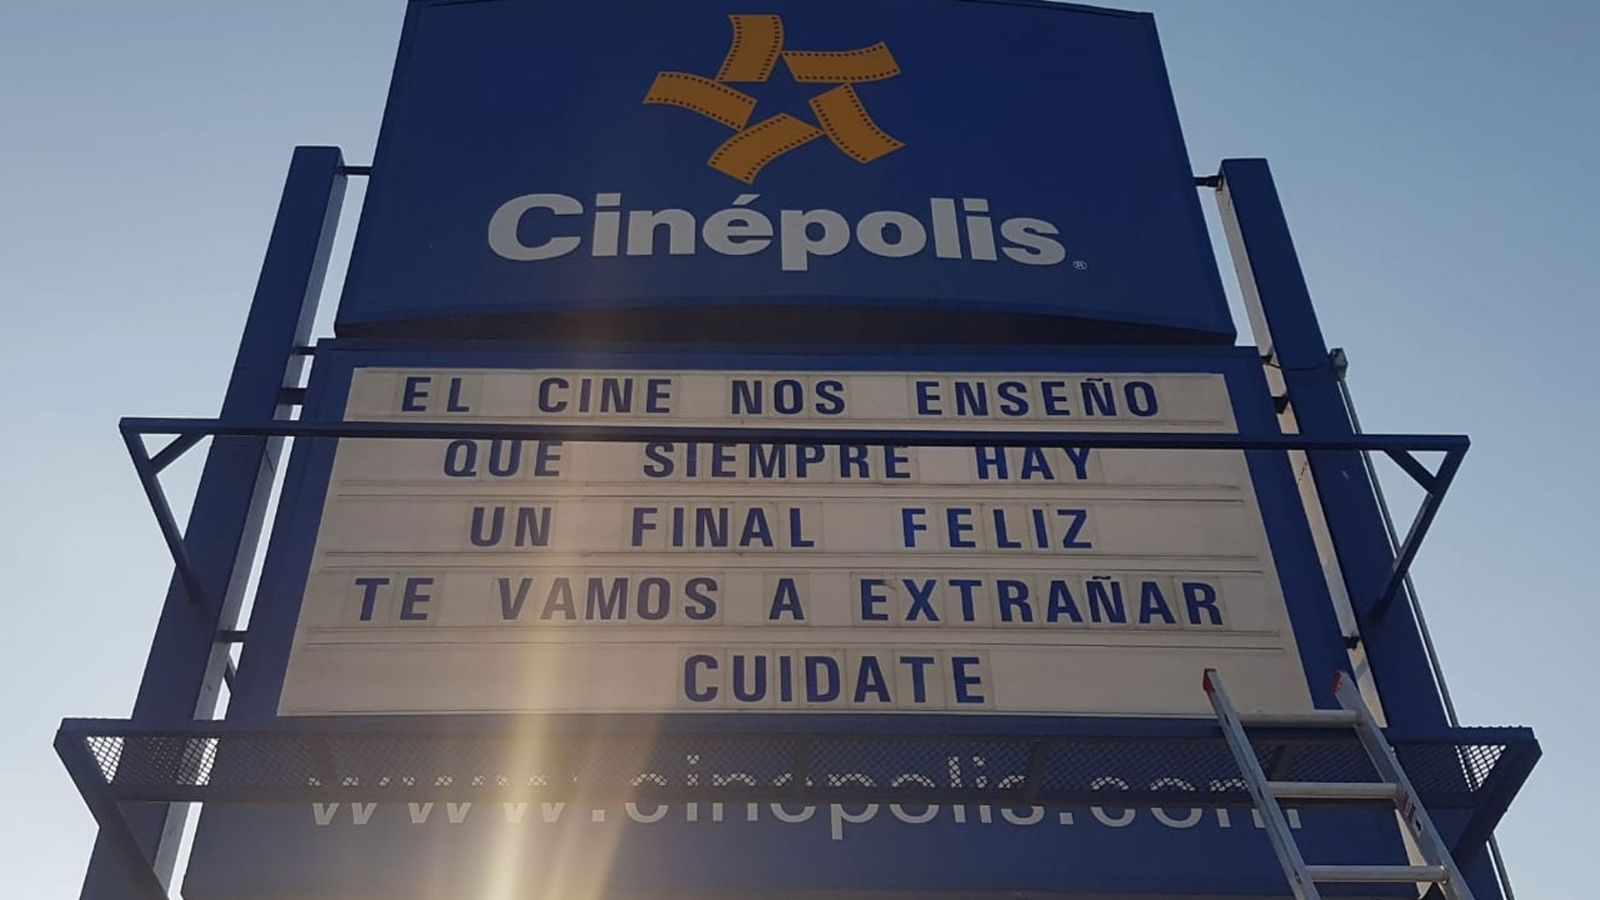 Cinépolis®
EL CINE NOS ENSEÑO
QUE SIEMPRE HAY
UN FINAL FELIZ
TE VAMOS A EXTRAÑAR
CUIDATE
www.cinepolis.com